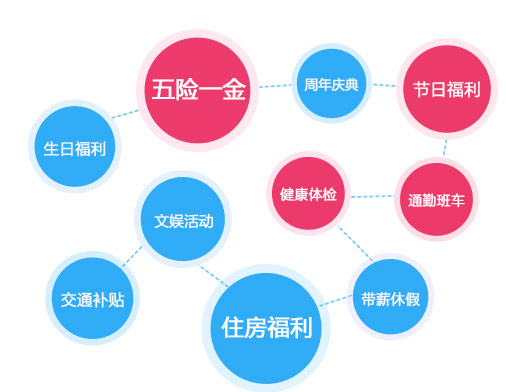 五险一金
周年庆典
节日福利
生日福利
健康体检
通勤班车
文娱活动
交通补贴
带薪休假
住房福利